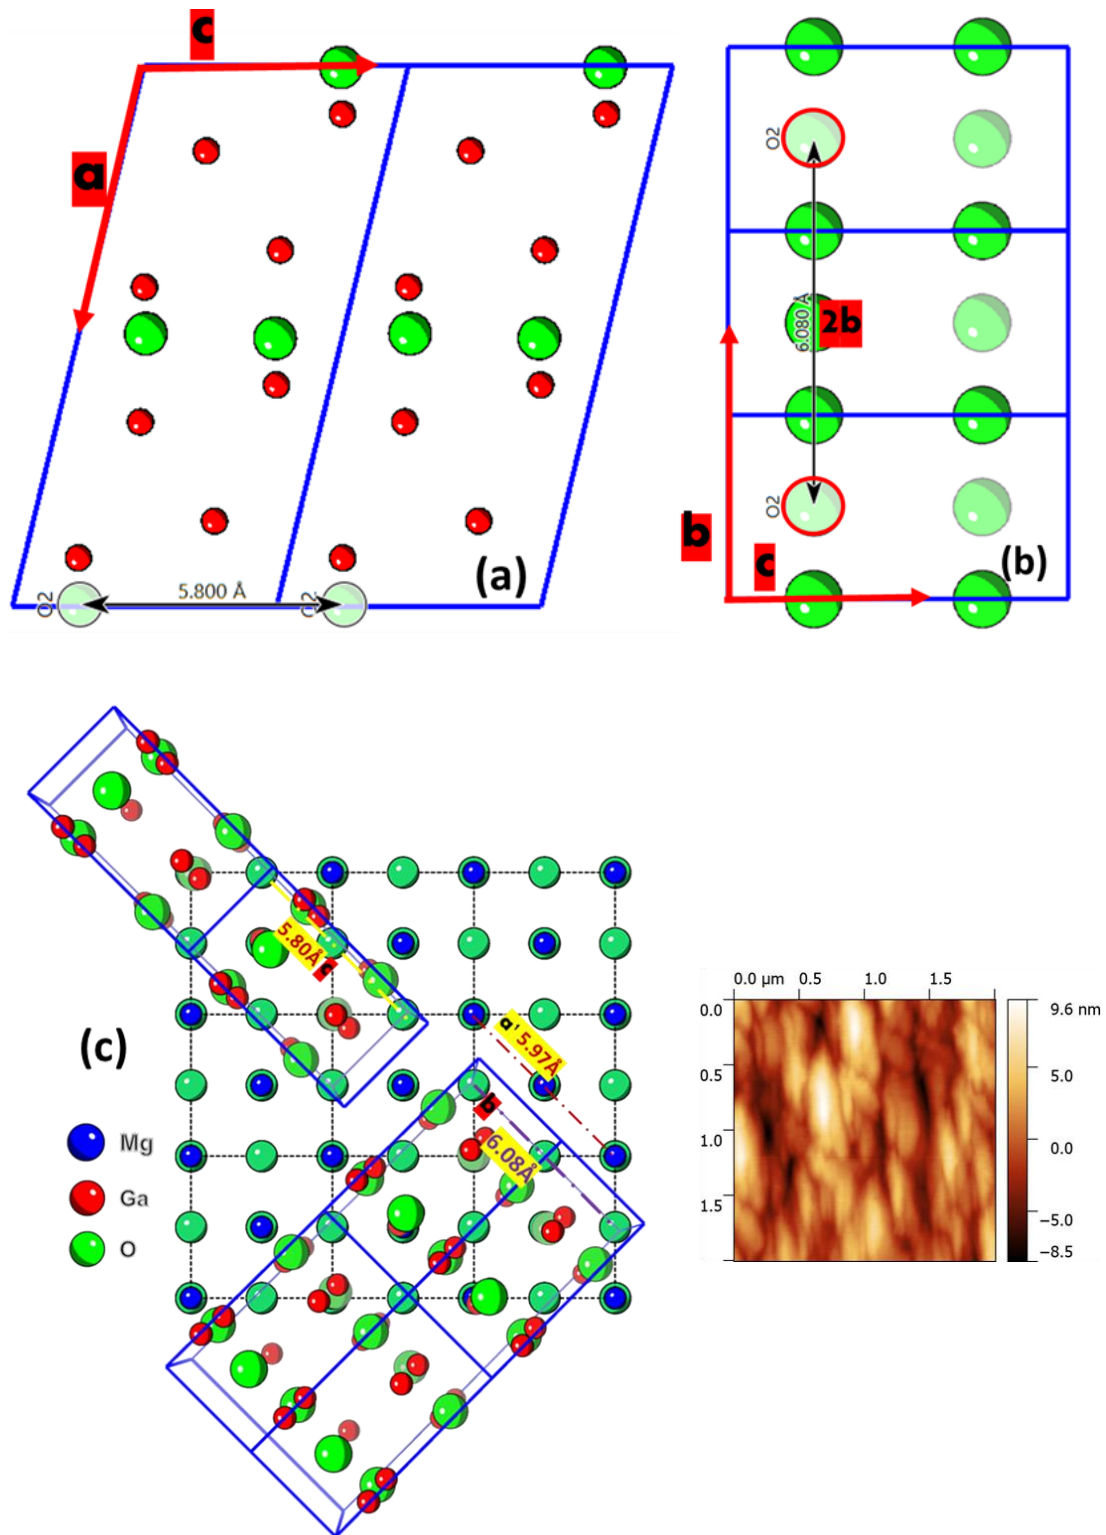 c
a
5.800 Å
O2
O2
(a)
O2
6.080 Å
2b
O2
b
c
(b)
5.80Å
c
(c)
a' 5.97Å
b
6.08Å
Mg
Ga
O
0.0 µm 0.5 1.0 1.5
0.0
0.5
1.0
1.5
9.6 nm
5.0
0.0
−5.0
−8.5